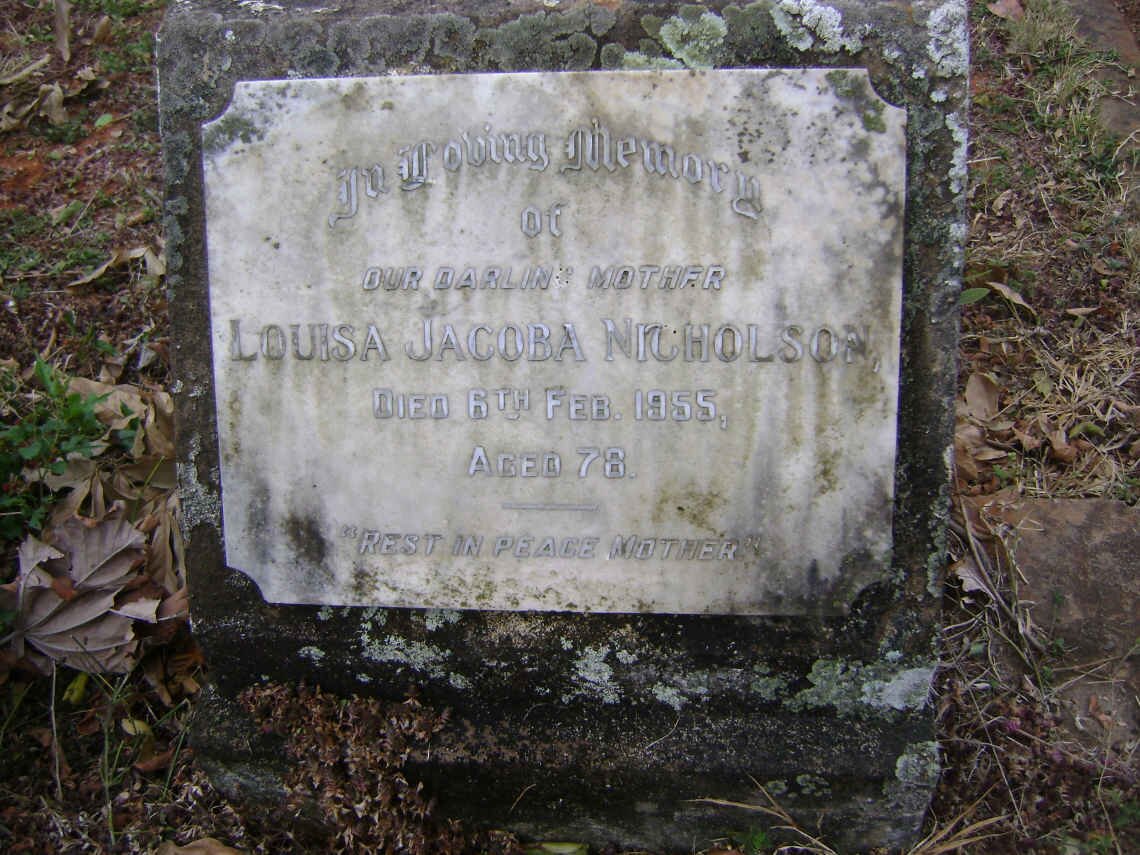 In Loving Memory
of
OUR DARLING MOTHER
LOUISA JACOBA NICHOLSON,
DIED 6TH FEB. 1955,
AGED 78.
"REST IN PEACE MOTHER"